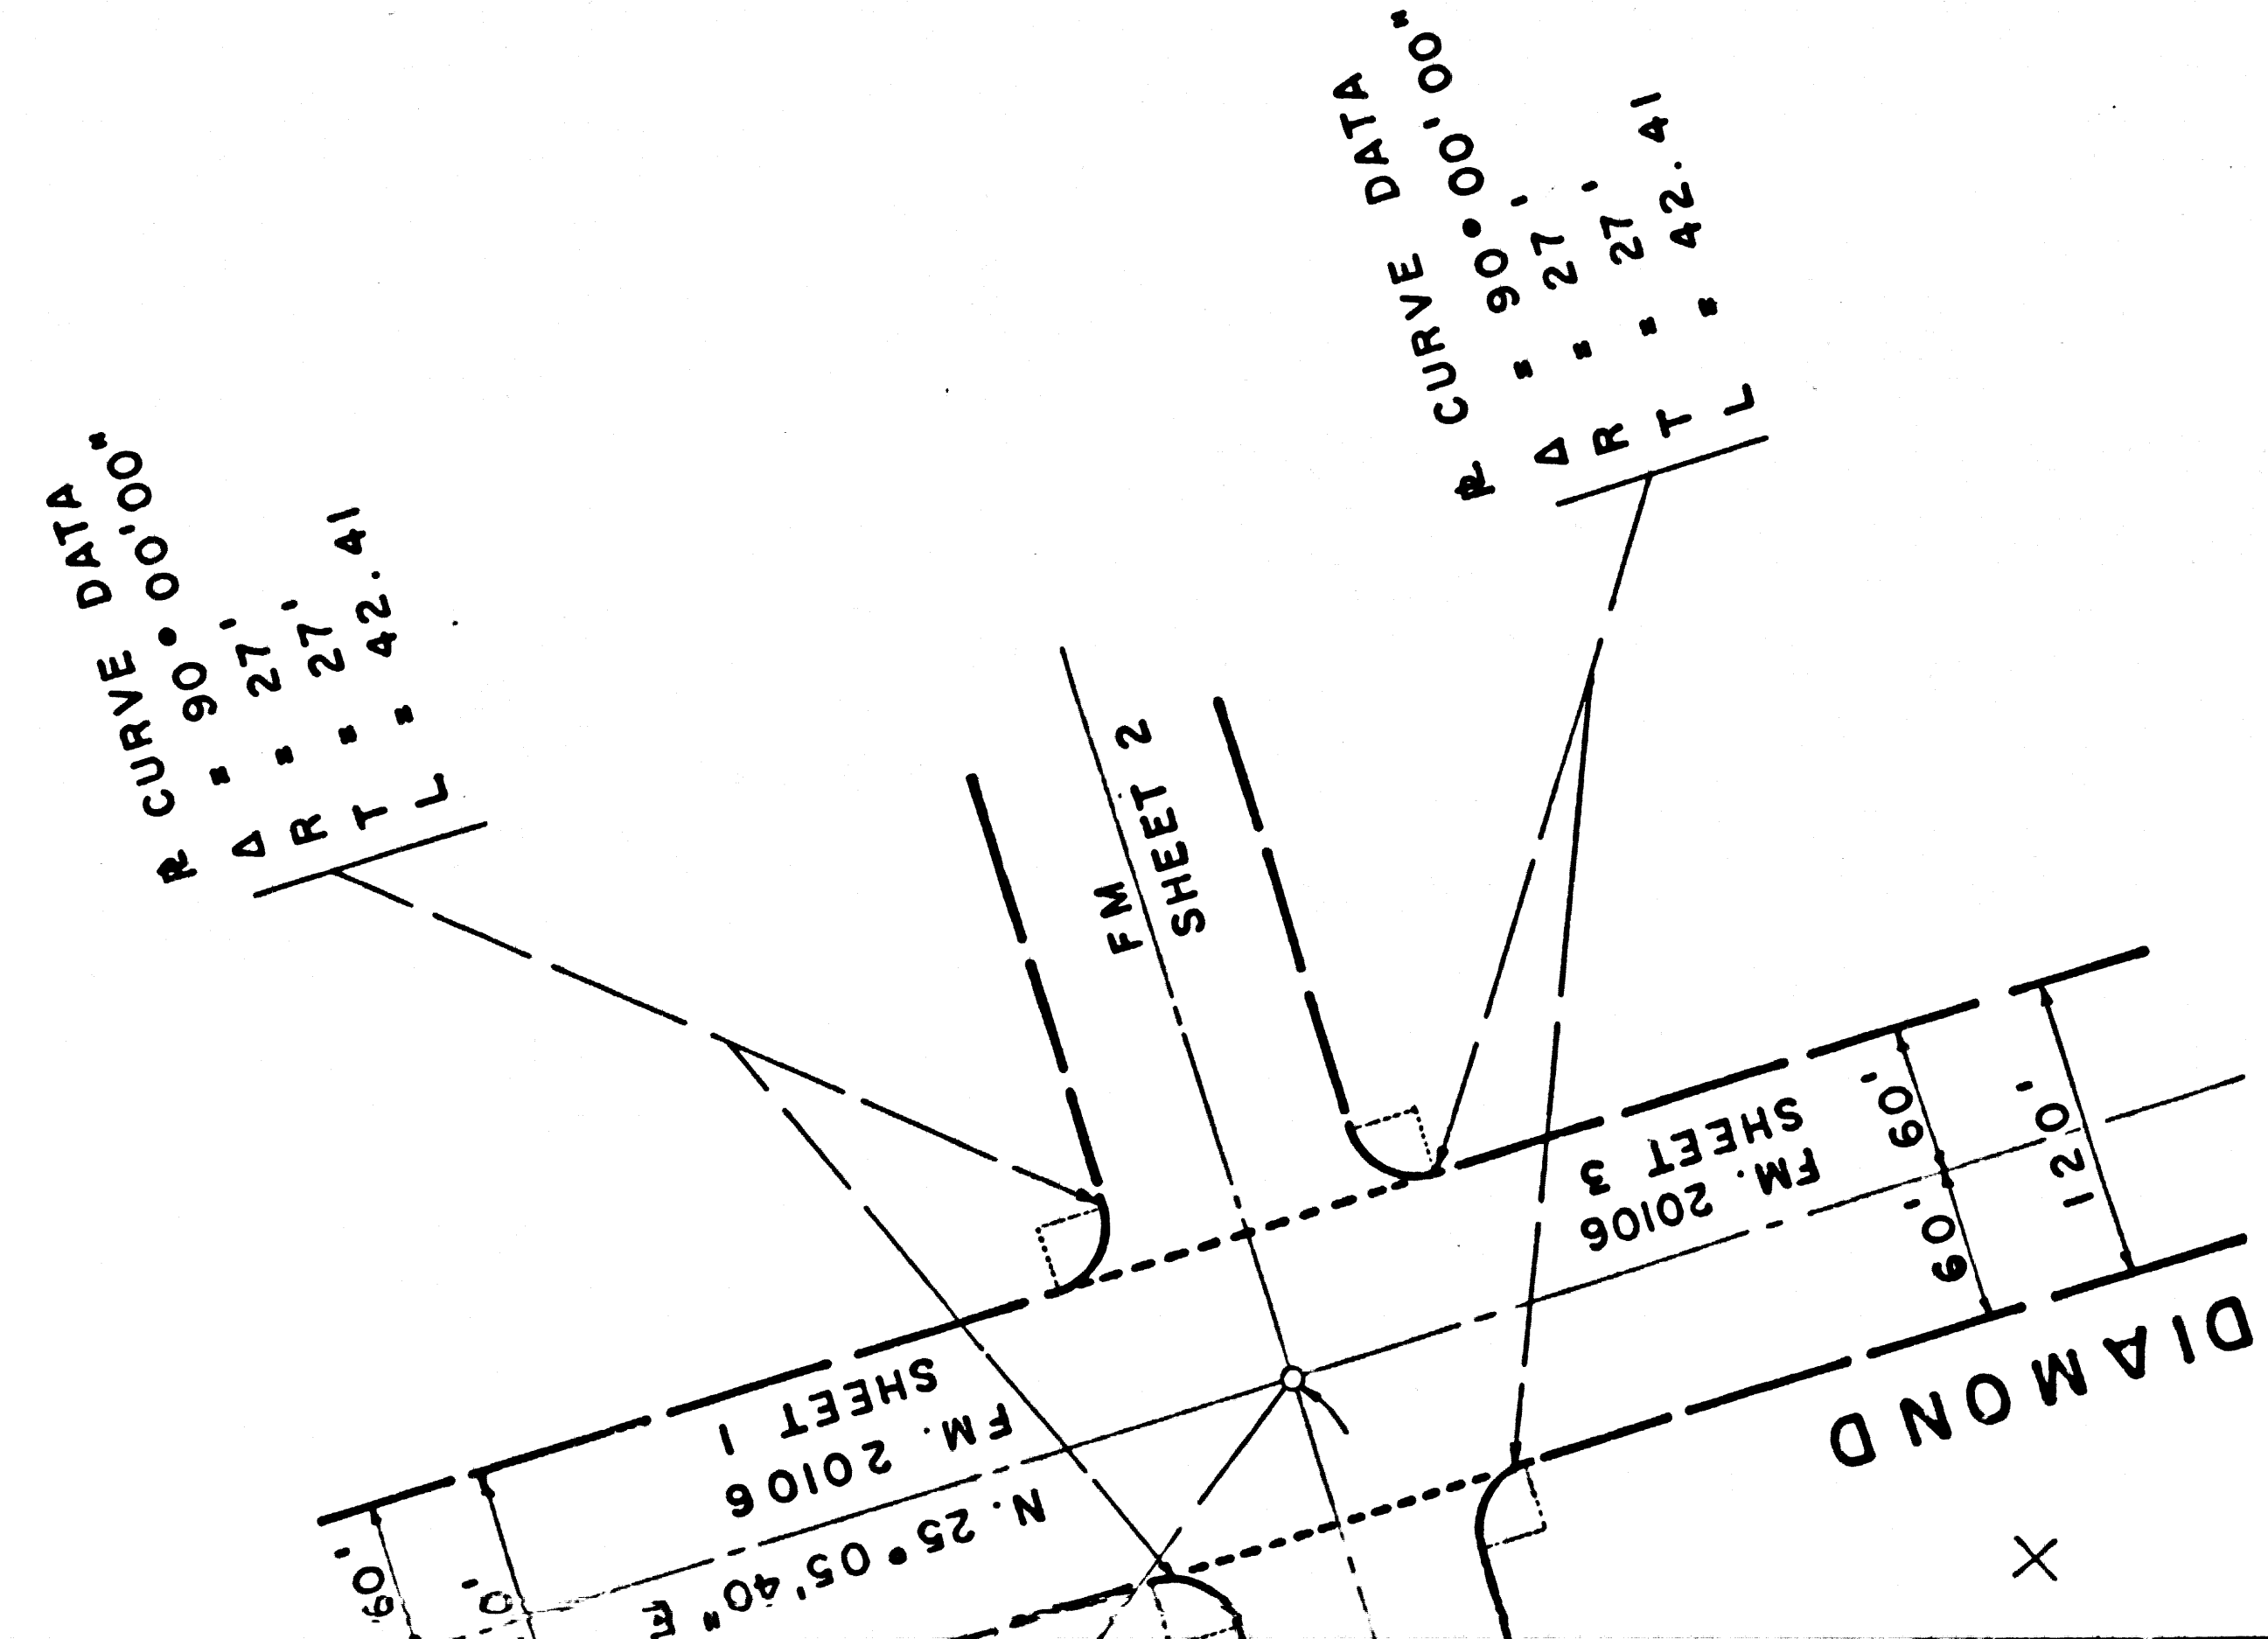 R CURVE DATA
Δ = 90°00'00"
R = 27'
T = 27'
L = 42.41
R CURVE DATA
Δ = 90°00'00"
R = 27'
T = 27'
L = 42.41
FM
SHEET 2
SHEET 3
FM. 20106
60'
60'
120'
DIAMOND
SHEET 1
FM. 20106
N. 25°05'40" E
60'